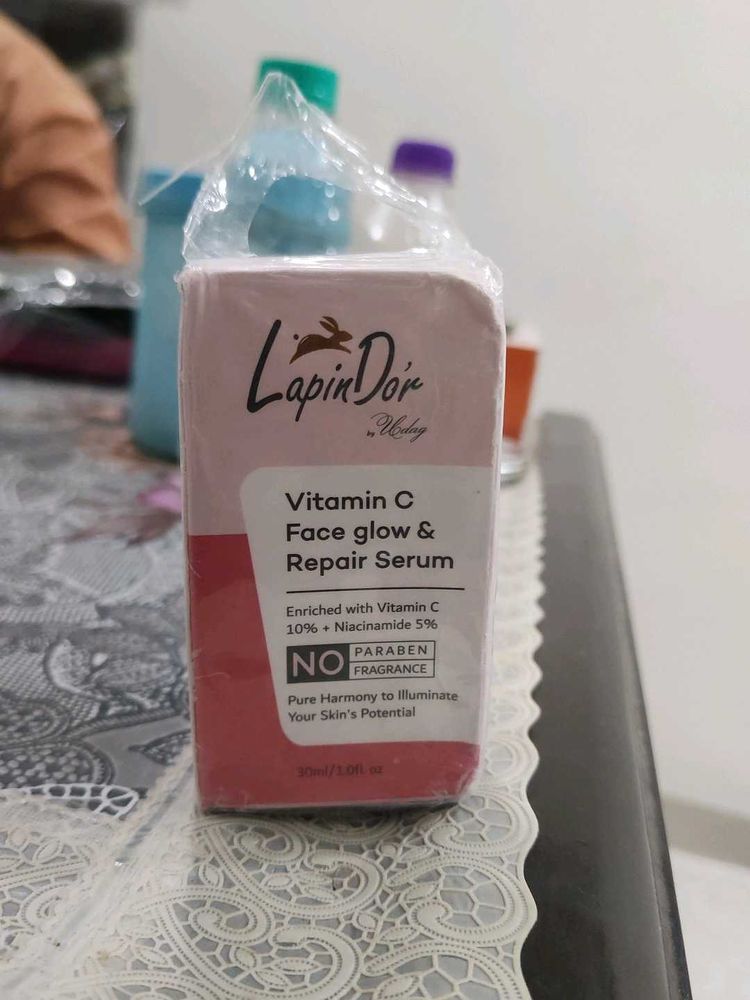 LapinDo'r
by Udag
Vitamin C
Face glow &
Repair Serum
Enriched with Vitamin C
10% + Niacinamide 5%
NO PARABEN
FRAGRANCE
Pure Harmony to Illuminate
Your Skin's Potential
30ml/1.0fl. oz